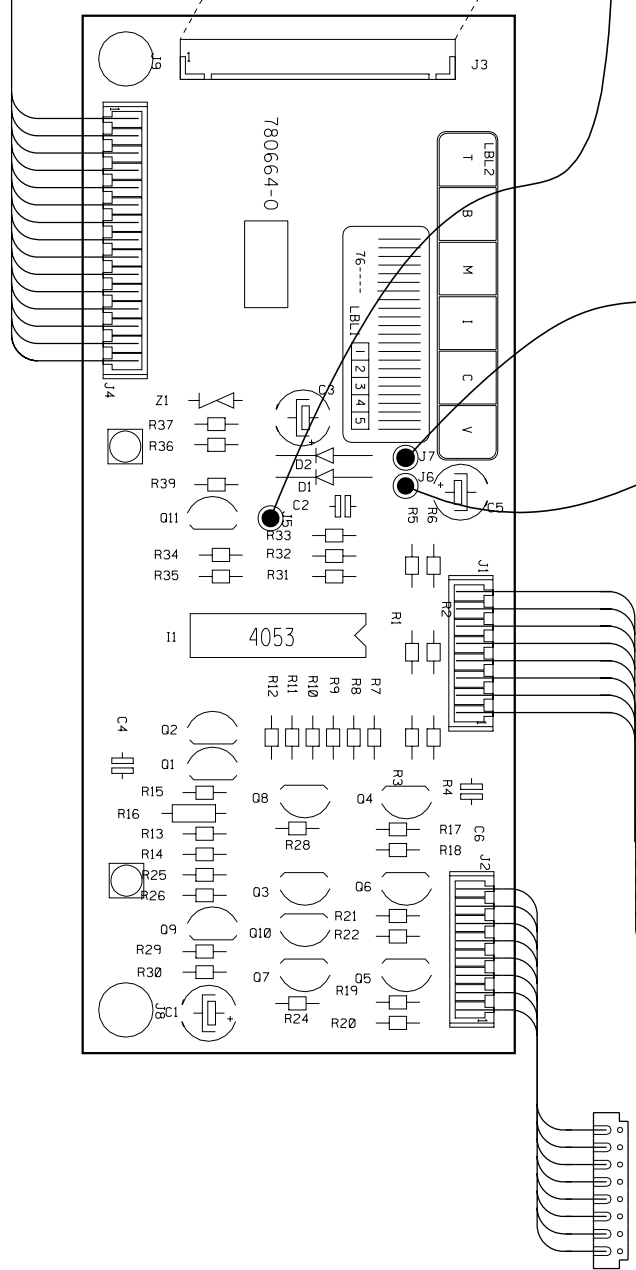 J9
1
J3
1
780664-0
LBL2
T
B
M
I
C
V
76----
LBL1
1 2 3 4 5
J4
Z1
C3
+
R37
R36
D2
J7
D1
J6
R39
C2
+
C5
Q11
J5
R5
R6
R33
R34
R32
R35
R31
J1
R2
R1
I1
4053
R12
R11
R10
R9
R8
R7
1
C4
Q2
Q1
R3
R4
R15
Q8
Q4
R16
R13
R28
R17
C6
R14
R18
J2
R25
R26
Q3
Q6
R21
Q9
Q10
R22
R29
R30
Q7
Q5
R19
J8
C1
+
R24
R20
1